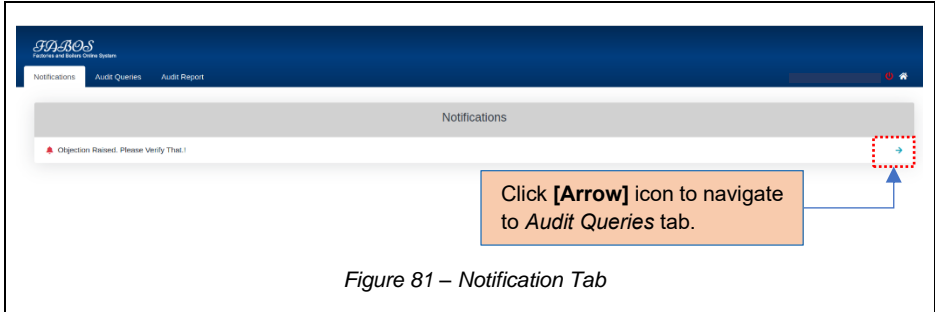 FABOS
Factories and Boilers Online System
Notifications Audit Queries Audit Report
Notifications
Objection Raised. Please Verify That.!
Click [Arrow] icon to navigate
to Audit Queries tab.
Figure 81 – Notification Tab